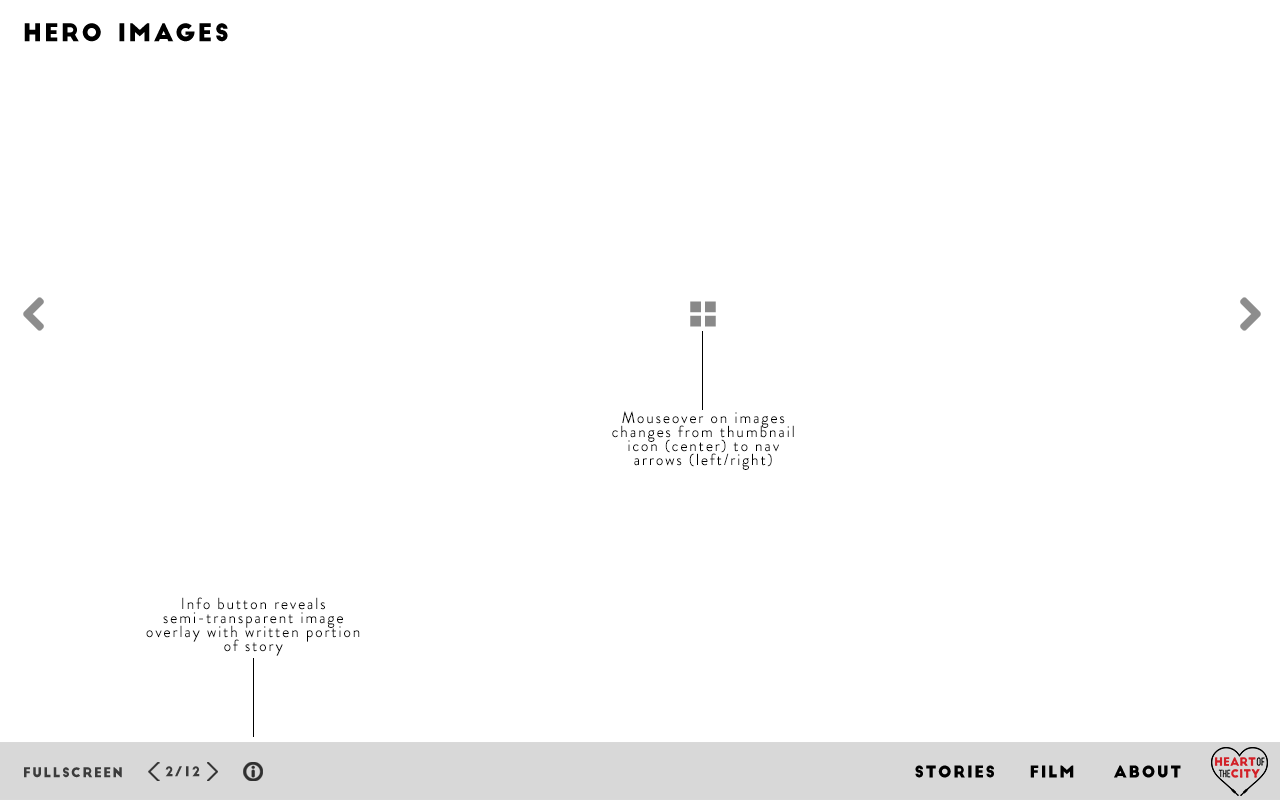 HERO IMAGES
Mouseover on images
changes from thumbnail
icon (center) to nav
arrows (left/right)
Info button reveals
semi-transparent image
overlay with written portion
of story
FULLSCREEN 2/12 STORIES FILM ABOUT
HEART OF
THE CITY